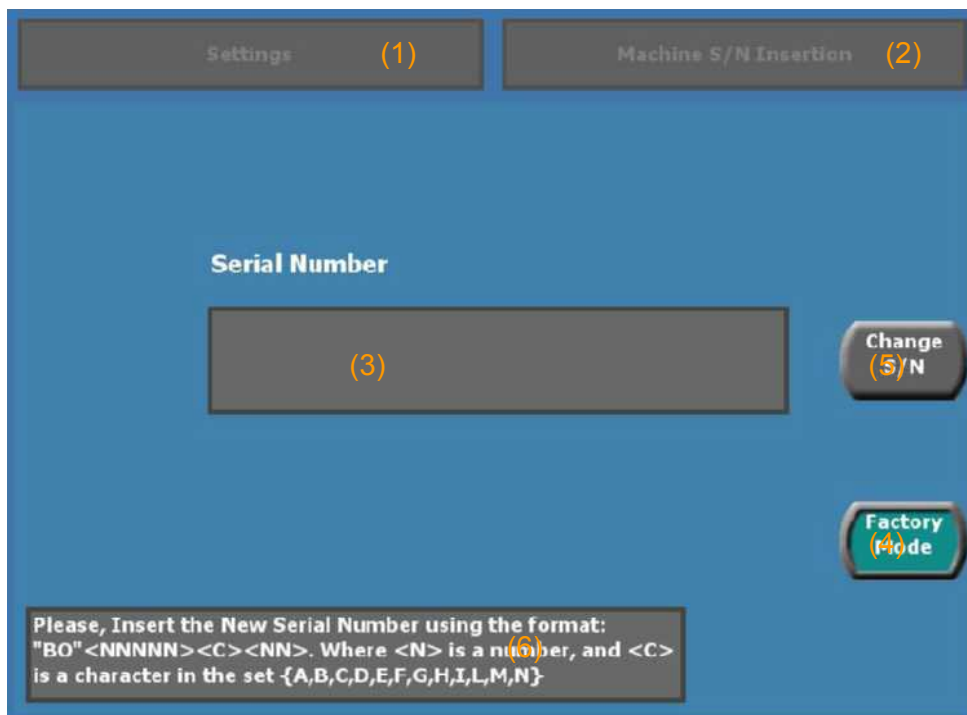 Settings (1)
Machine S/N Insertion (2)
Serial Number
(3)
Change
S/N
(5)
Factory
Mode
(4)
Please, Insert the New Serial Number using the format:
"BO"<NNNNN><C><NN>. Where <N> is a number, and <C>
is a character in the set {A,B,C,D,E,F,G,H,I,L,M,N}
(6)